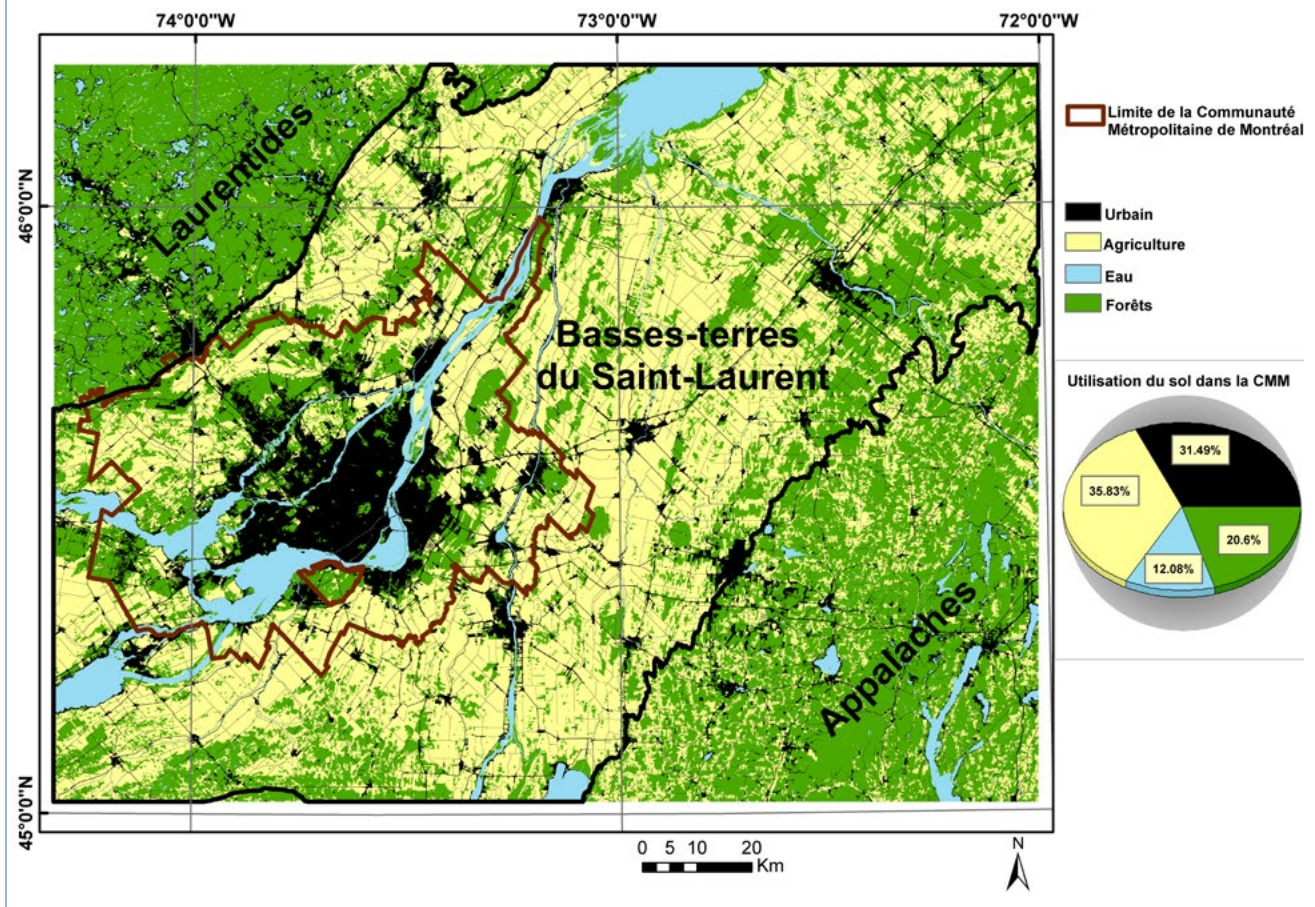 74°0'0"W
73°0'0"W
72°0'0"W
46°0'0"N
45°0'0"N
Laurentides
Basses-terres
du Saint-Laurent
Appalaches
0 5 10 20
Km
N
Limite de la Communauté
Métropolitaine de Montréal
Urbain
Agriculture
Eau
Forêts
Utilisation du sol dans la CMM
31.49%
35.83%
20.6%
12.08%